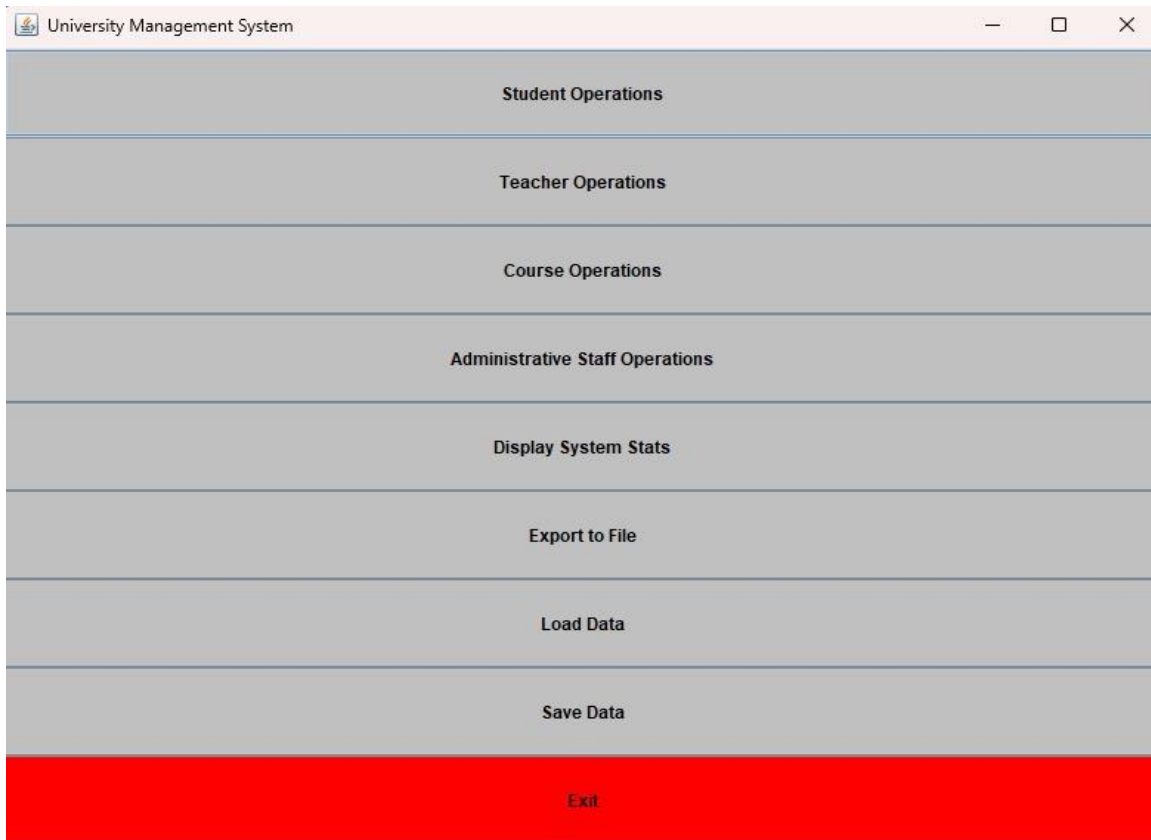 University Management System
Student Operations
Teacher Operations
Course Operations
Administrative Staff Operations
Display System Stats
Export to File
Load Data
Save Data
Exit